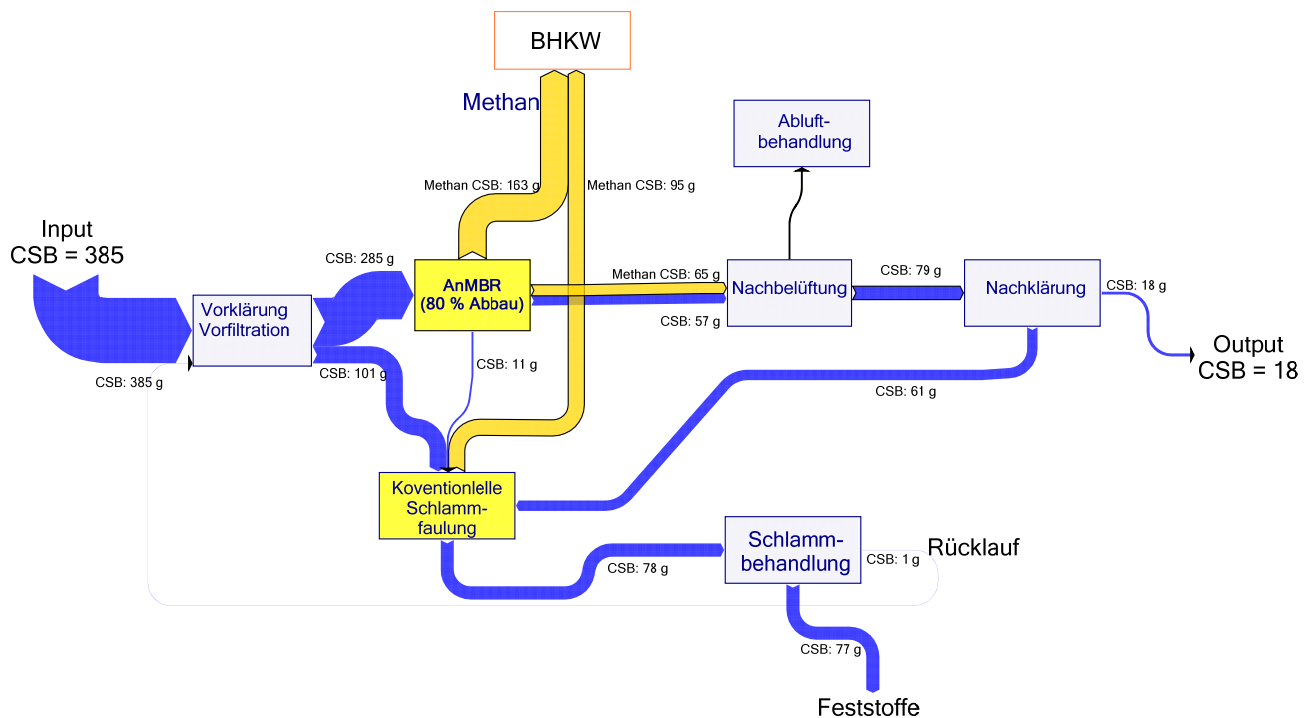 BHKW
Methan
Abluft-
behandlung
Methan CSB: 163 g
Methan CSB: 95 g
Input
CSB = 385
CSB: 285 g
AnMBR
(80 % Abbau)
Methan CSB: 65 g
Nachbelüftung
CSB: 79 g
Nachklärung
CSB: 18 g
Vorklärung
Vorfiltration
CSB: 57 g
Output
CSB = 18
CSB: 385 g
CSB: 101 g
CSB: 11 g
CSB: 61 g
Koventionlelle
Schlamm-
faulung
Schlamm-
behandlung
Rücklauf
CSB: 1 g
CSB: 78 g
CSB: 77 g
Feststoffe